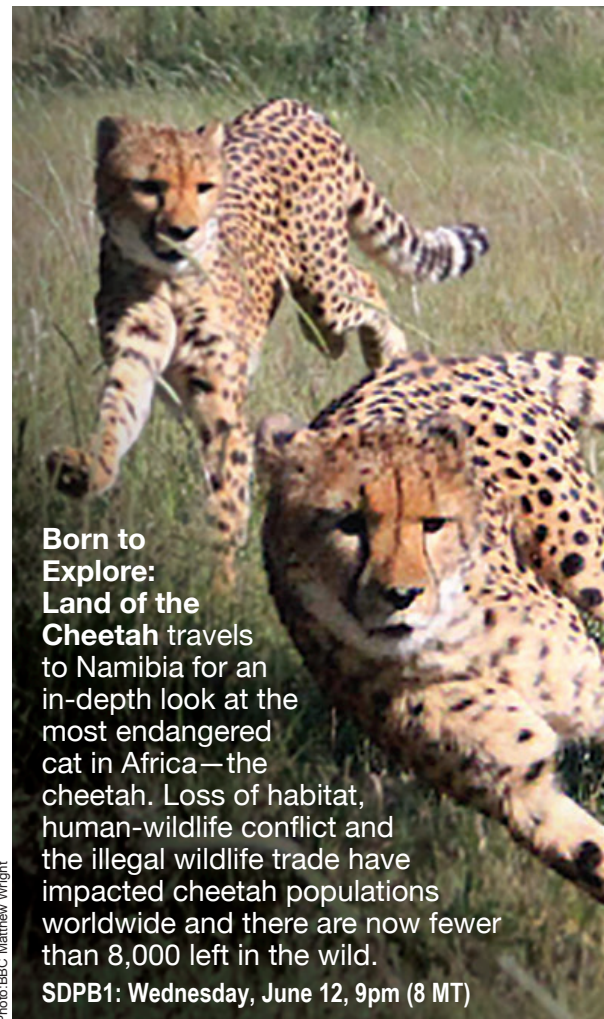 Born to
Explore:
Land of the
Cheetah travels
to Namibia for an
in-depth look at the
most endangered
cat in Africa—the
cheetah. Loss of habitat,
human-wildlife conflict and
the illegal wildlife trade have
impacted cheetah populations
worldwide and there are now fewer
than 8,000 left in the wild.
SDPB1: Wednesday, June 12, 9pm (8 MT)
Photo:BBC Matthew Wright